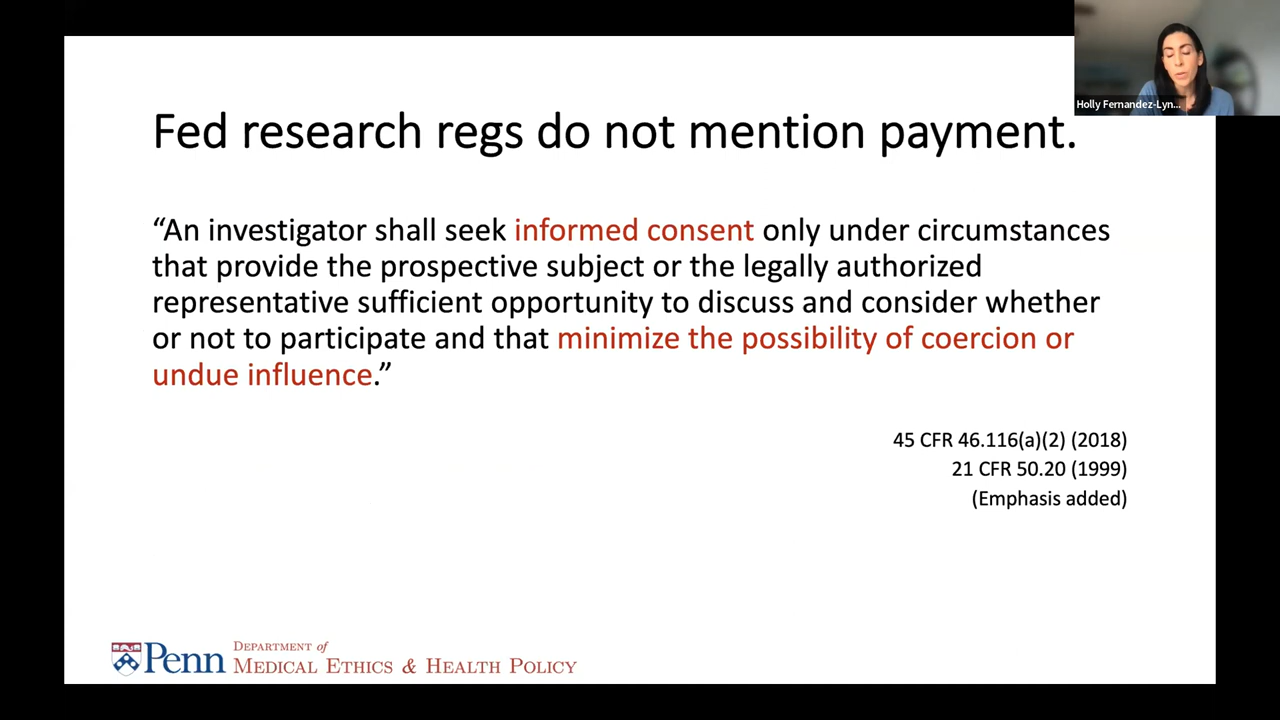 Holly Fernandez-Lyn...
Fed research regs do not mention payment.
“An investigator shall seek informed consent only under circumstances
that provide the prospective subject or the legally authorized
representative sufficient opportunity to discuss and consider whether
or not to participate and that minimize the possibility of coercion or
undue influence.”
45 CFR 46.116(a)(2) (2018)
21 CFR 50.20 (1999)
(Emphasis added)
Penn
DEPARTMENT of
MEDICAL ETHICS & HEALTH POLICY